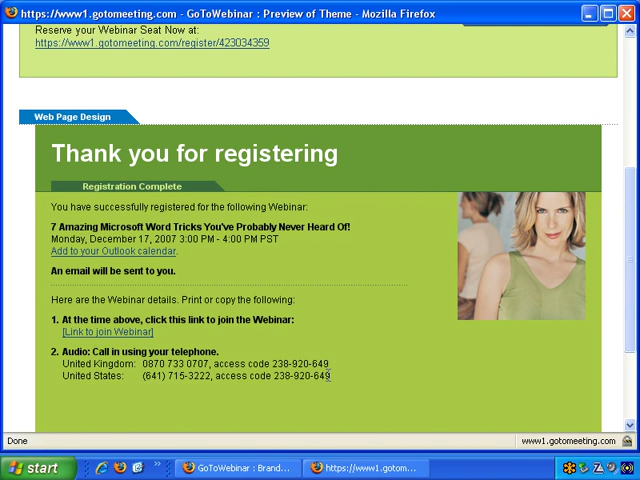 https://www1.gotomeeting.com - GoToWebinar : Preview of Theme - Mozilla Firefox
Reserve your Webinar Seat Now at:
https://www1.gotomeeting.com/register/423034359
Web Page Design
Thank you for registering
Registration Complete
You have successfully registered for the following Webinar:
7 Amazing Microsoft Word Tricks You've Probably Never Heard Of!
Monday, December 17, 2007 3:00 PM - 4:00 PM PST
Add to your Outlook calendar.
An email will be sent to you.
Here are the Webinar details. Print or copy the following:
1. At the time above, click this link to join the Webinar:
[Link to join Webinar]
2. Audio: Call in using your telephone.
United Kingdom: 0870 733 0707, access code 238-920-649
United States: (641) 715-3222, access code 238-920-649
Done
www1.gotomeeting.com
start
GoToWebinar : Brand...
https://www1.gotom...